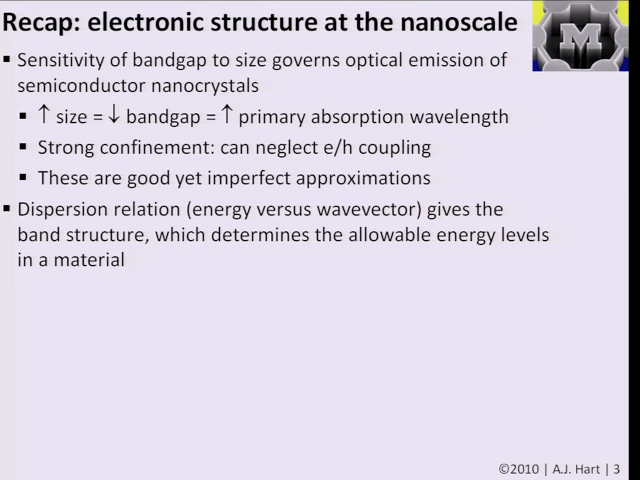 Recap: electronic structure at the nanoscale
M
▪ Sensitivity of bandgap to size governs optical emission of
semiconductor nanocrystals
▪ ↑ size = ↓ bandgap = ↑ primary absorption wavelength
▪ Strong confinement: can neglect e/h coupling
▪ These are good yet imperfect approximations
▪ Dispersion relation (energy versus wavevector) gives the
band structure, which determines the allowable energy levels
in a material
©2010 | A.J. Hart | 3